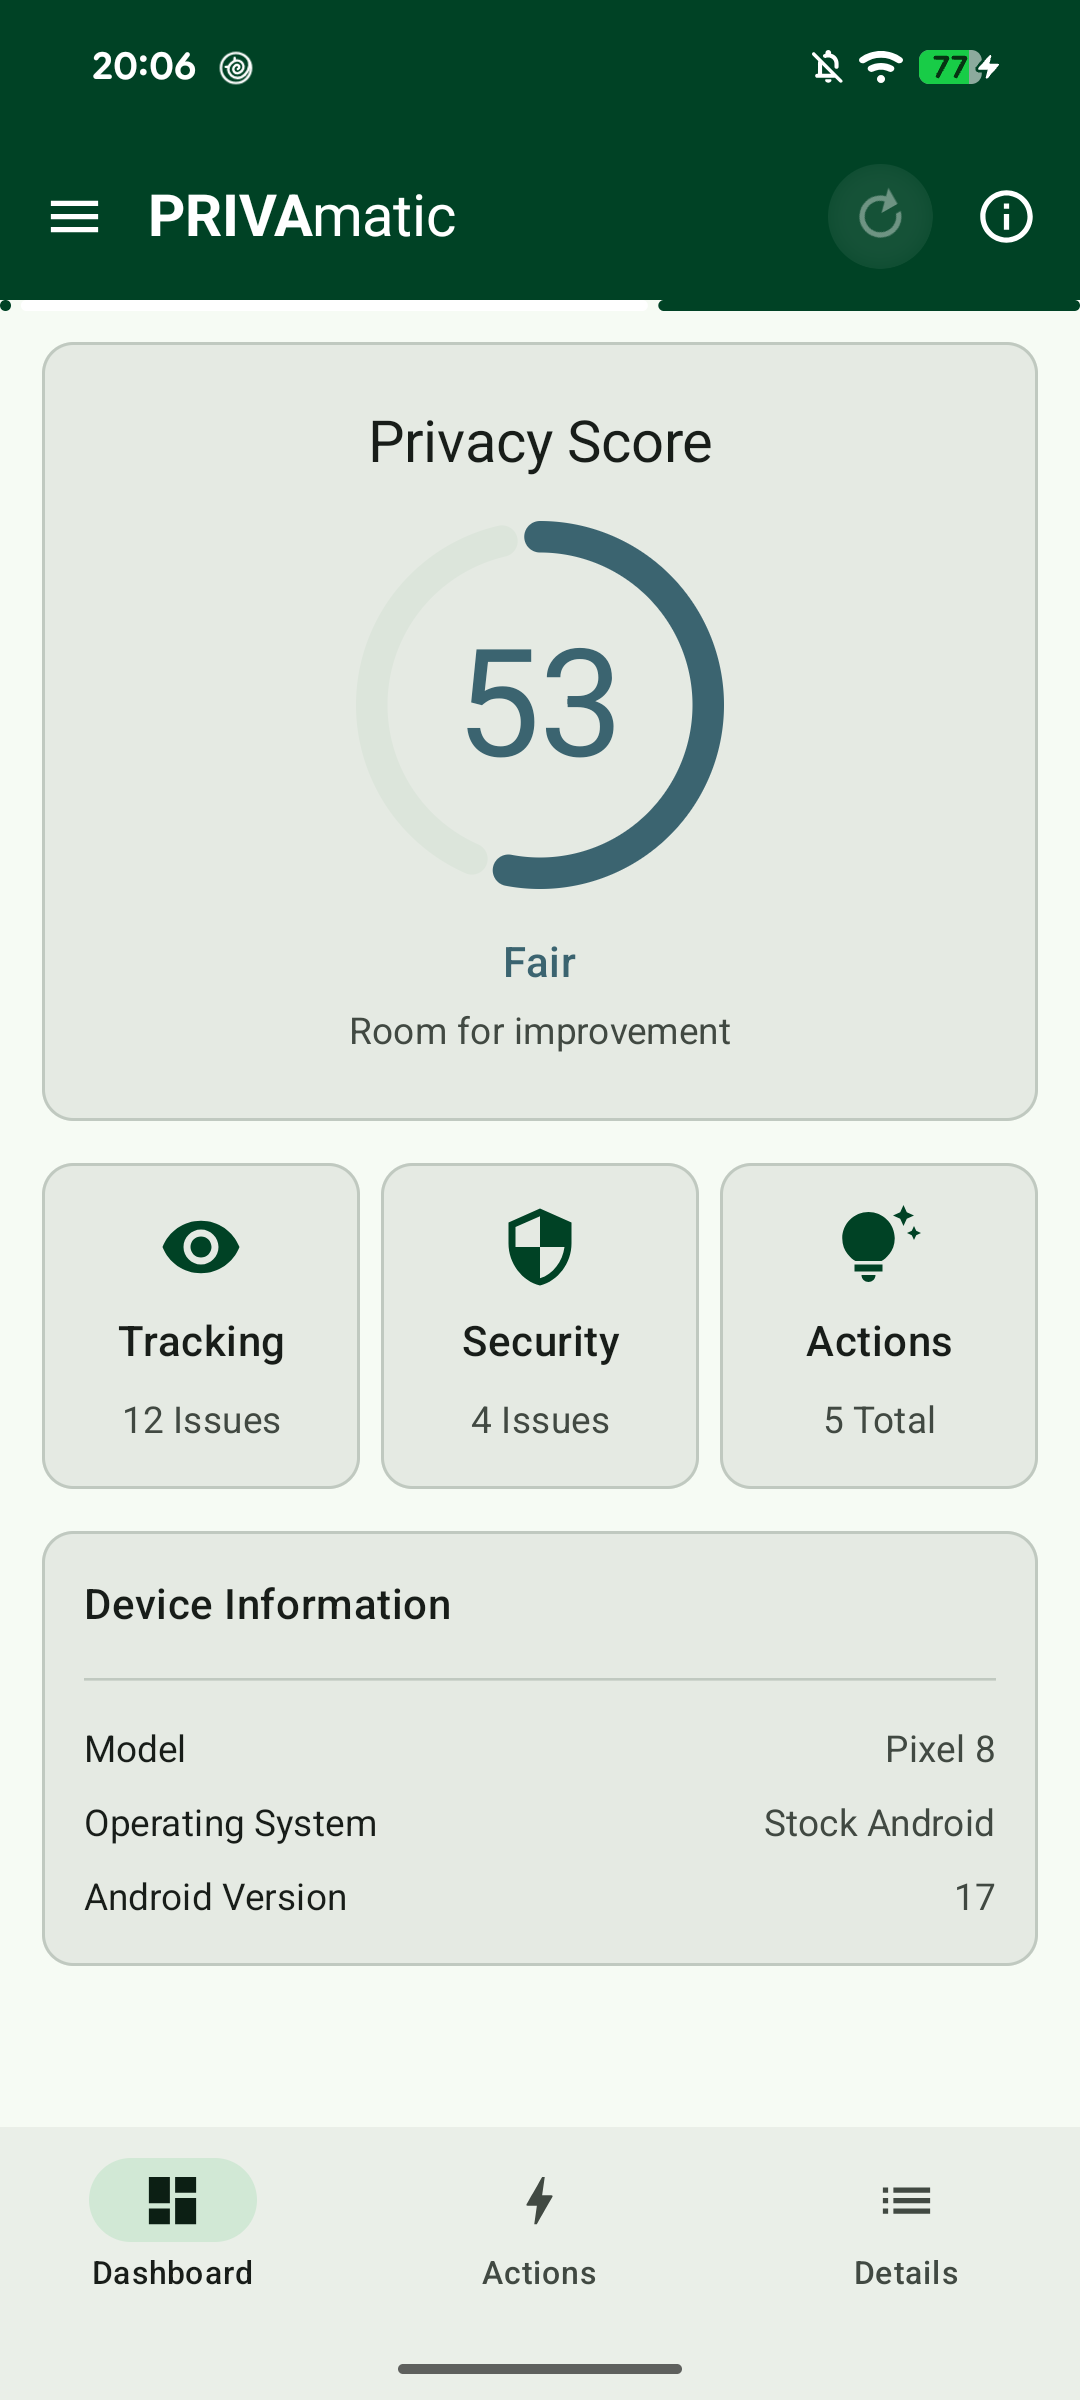 20:06
77
PRIVAmatic
Privacy Score
53
Fair
Room for improvement
Tracking
12 Issues
Security
4 Issues
Actions
5 Total
Device Information
Model Pixel 8
Operating System Stock Android
Android Version 17
Dashboard
Actions
Details